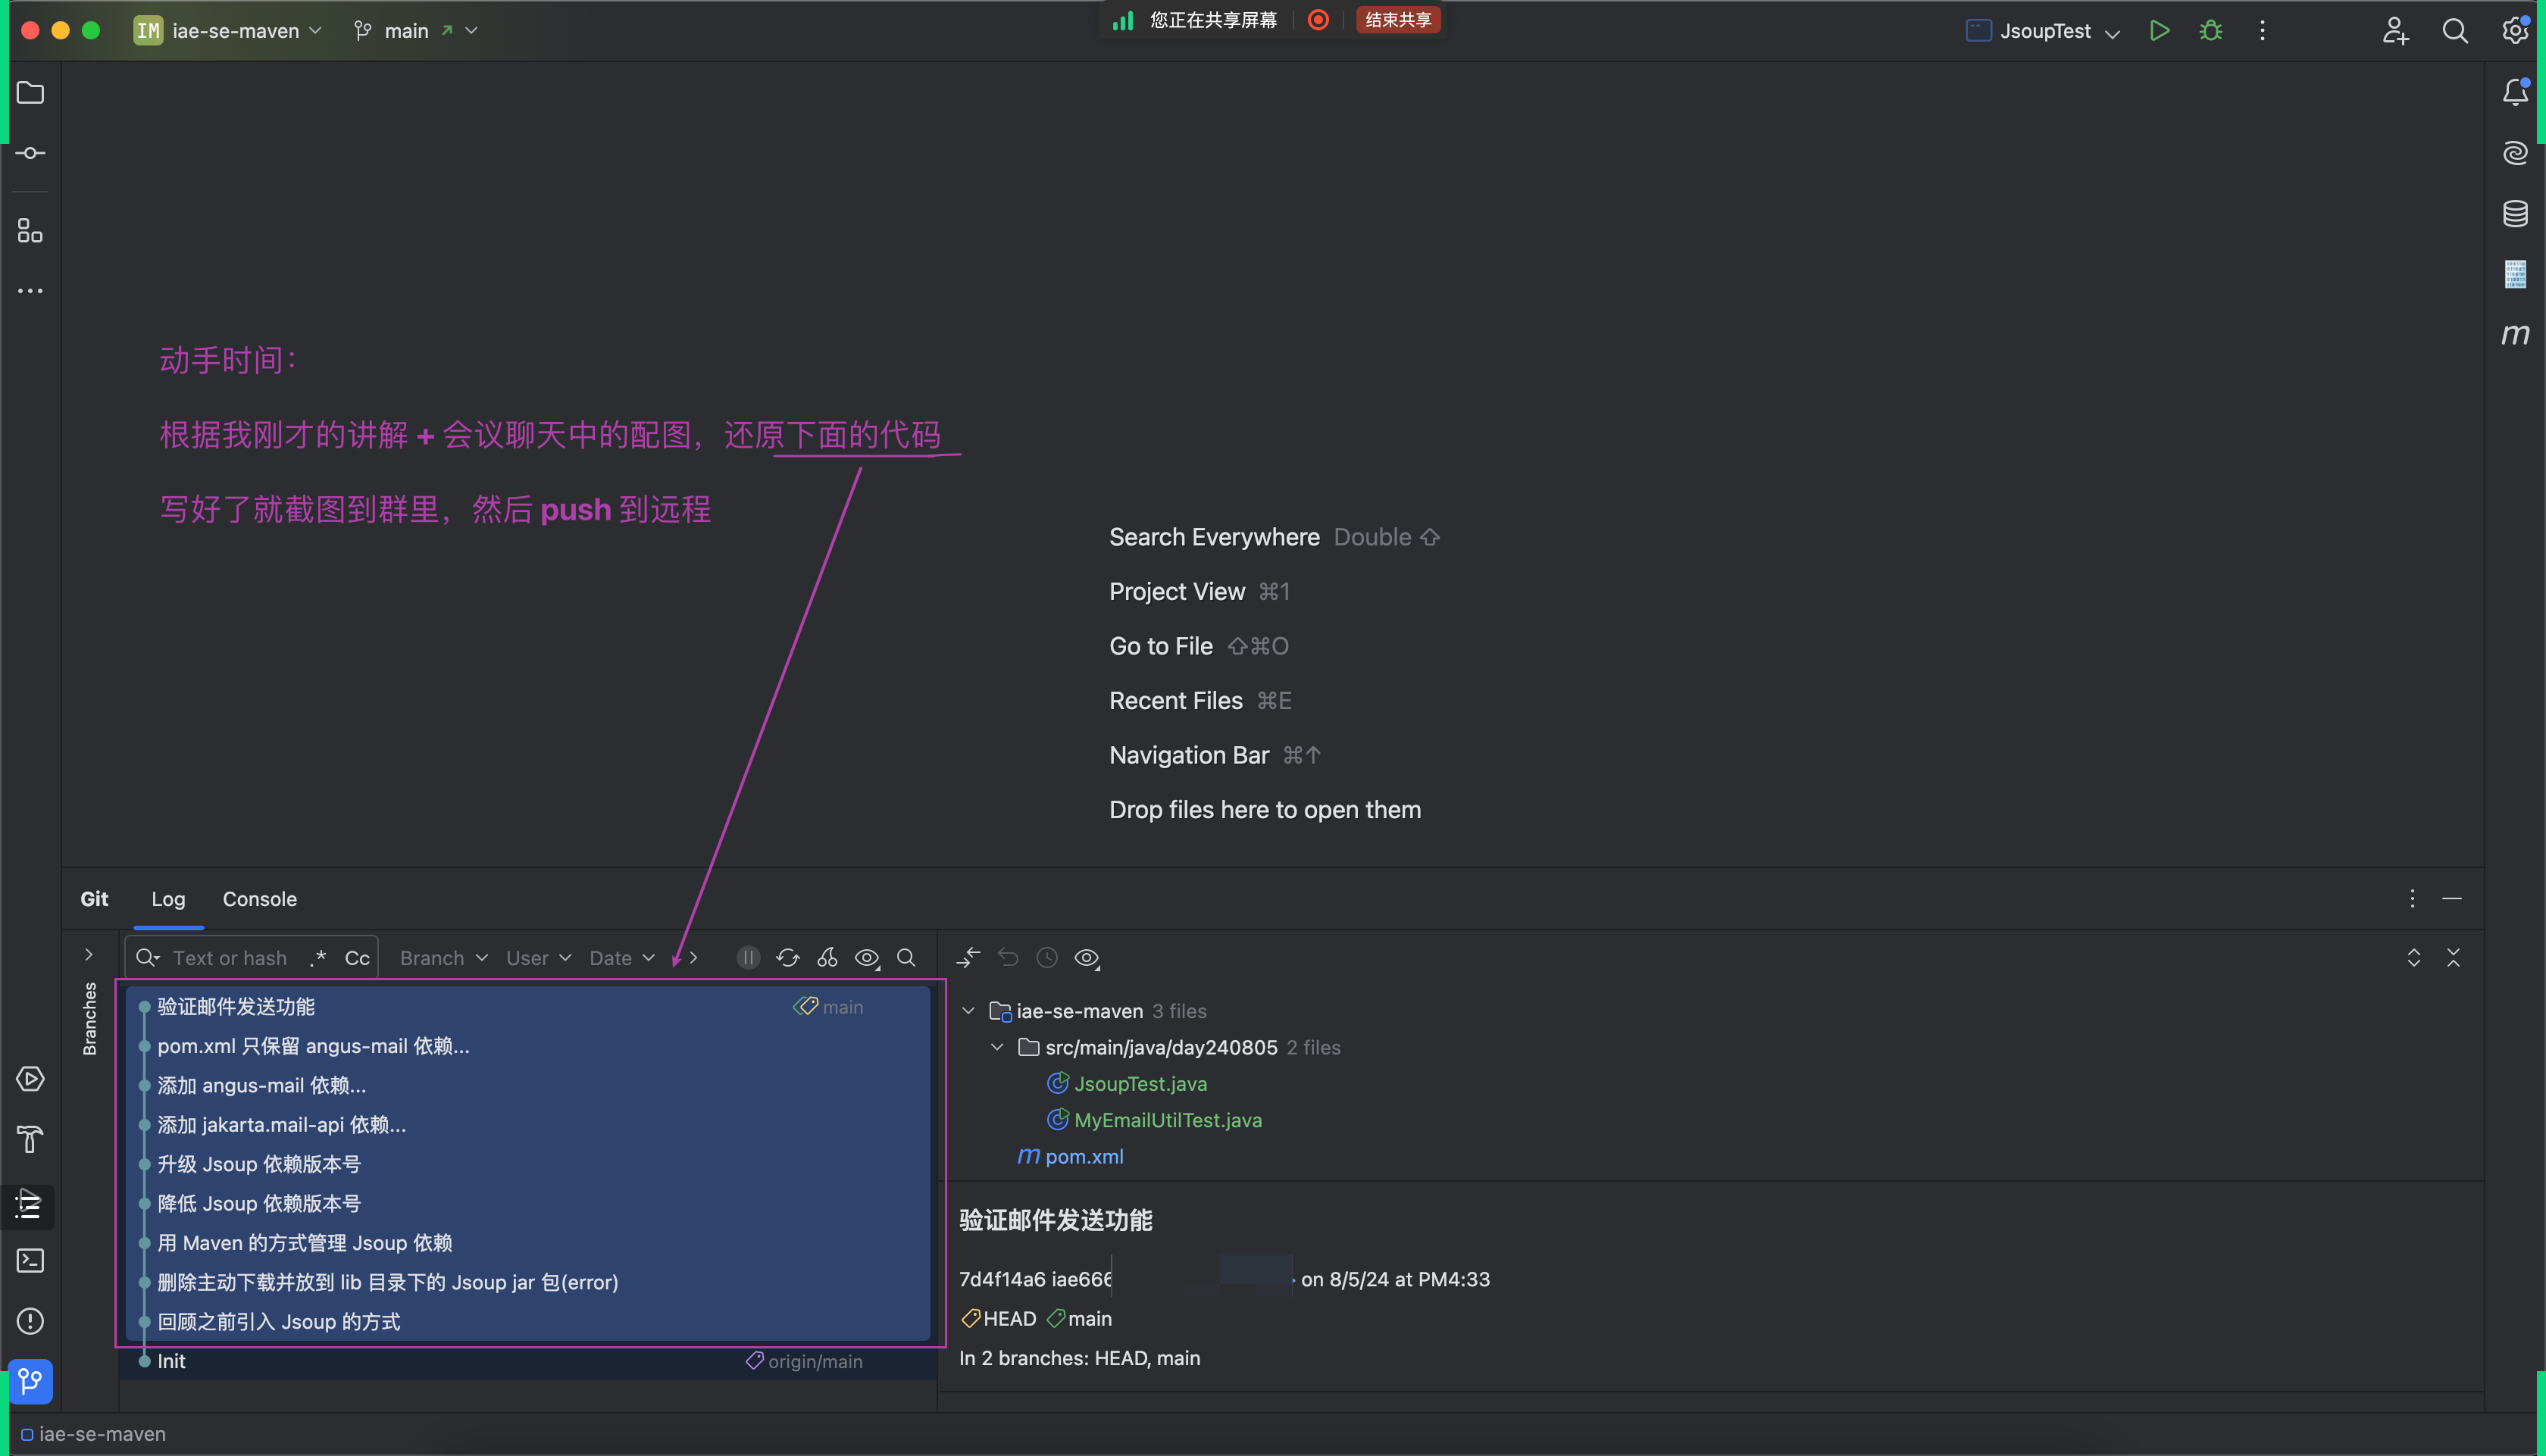 IM iae-se-maven
main
您正在共享屏幕
结束共享
JsoupTest
动手时间：
根据我刚才的讲解 + 会议聊天中的配图，还原下面的代码
写好了就截图到群里，然后 push 到远程
Search Everywhere Double ⇧
Project View ⌘1
Go to File ⇧⌘O
Recent Files ⌘E
Navigation Bar ⌘↑
Drop files here to open them
Git Log Console
Text or hash .* Cc Branch User Date
Branches
验证邮件发送功能 main
pom.xml 只保留 angus-mail 依赖...
添加 angus-mail 依赖...
添加 jakarta.mail-api 依赖...
升级 Jsoup 依赖版本号
降低 Jsoup 依赖版本号
用 Maven 的方式管理 Jsoup 依赖
删除主动下载并放到 lib 目录下的 Jsoup jar 包(error)
回顾之前引入 Jsoup 的方式
Init origin/main
iae-se-maven 3 files
src/main/java/day240805 2 files
JsoupTest.java
MyEmailUtilTest.java
m pom.xml
验证邮件发送功能
7d4f14a6 iae666 on 8/5/24 at PM4:33
HEAD main
In 2 branches: HEAD, main
m
iae-se-maven